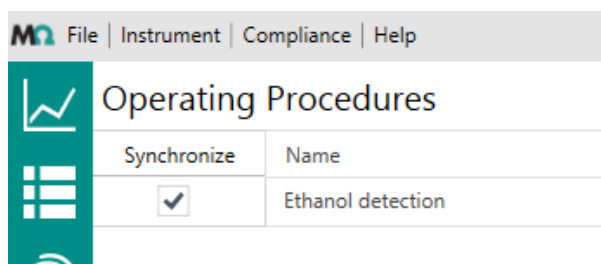 MΩ File | Instrument | Compliance | Help
Operating Procedures
Synchronize Name
Ethanol detection